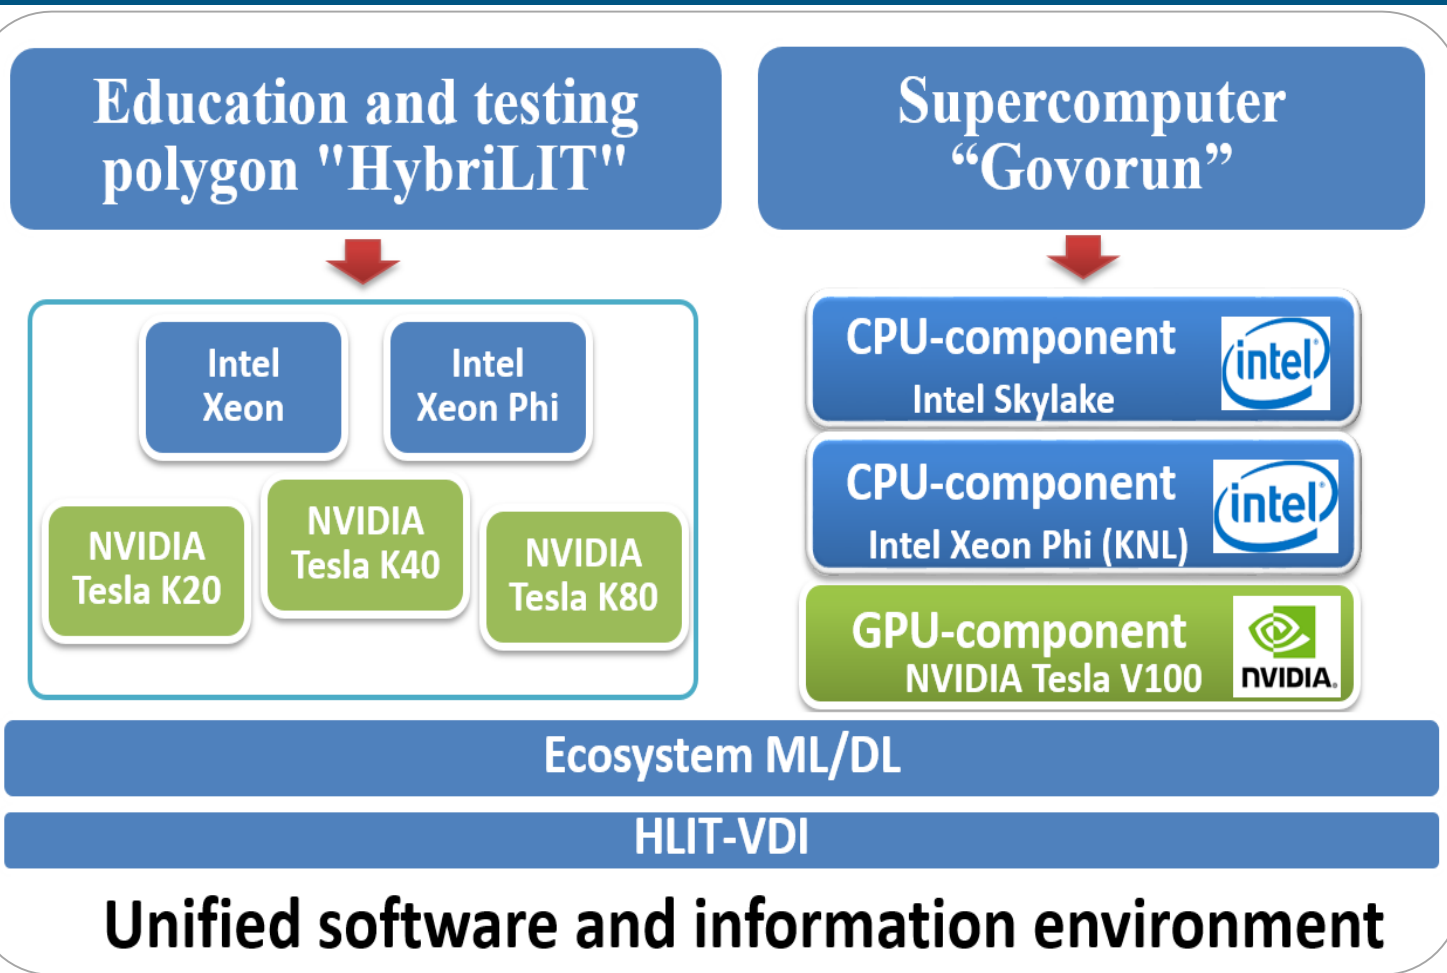 Education and testing
polygon "HybriLIT"
Supercomputer
“Govorun”
Intel
Xeon
Intel
Xeon Phi
NVIDIA
Tesla K20
NVIDIA
Tesla K40
NVIDIA
Tesla K80
CPU-component
Intel Skylake
intel
CPU-component
Intel Xeon Phi (KNL)
intel
GPU-component
NVIDIA Tesla V100
NVIDIA.
Ecosystem ML/DL
HLIT-VDI
Unified software and information environment